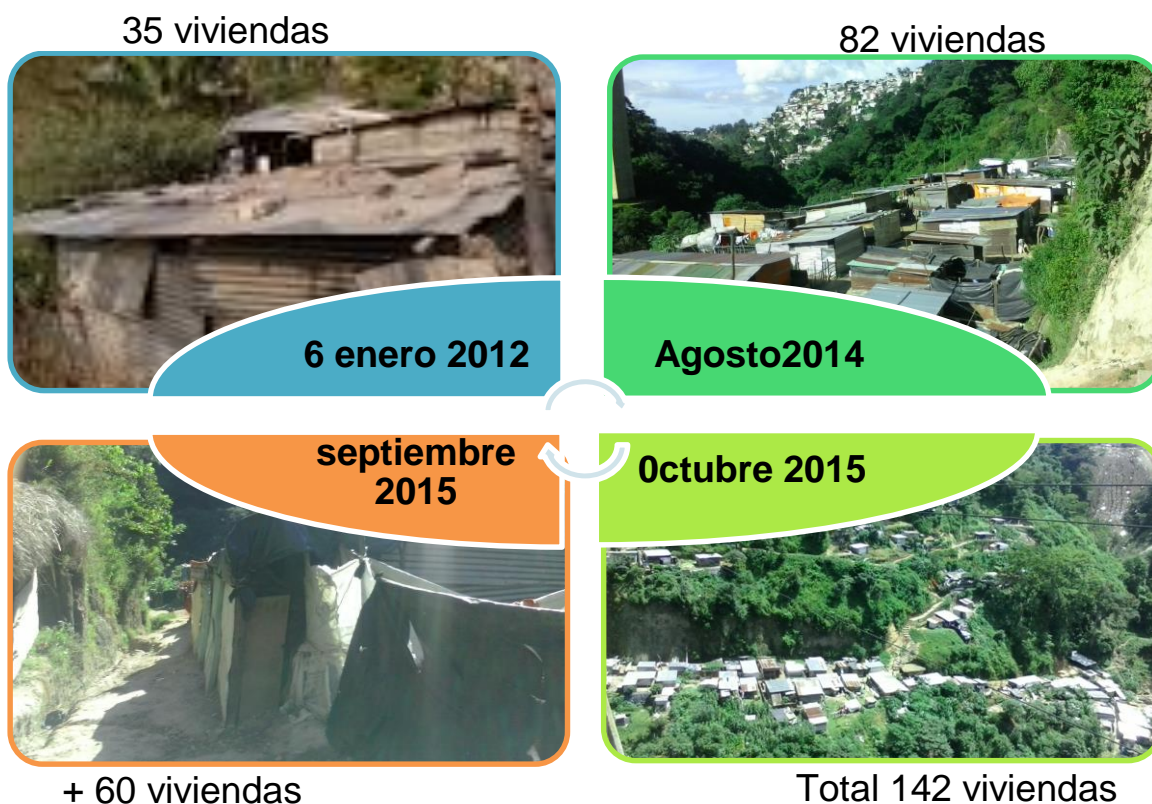 35 viviendas
82 viviendas
6 enero 2012
Agosto2014
septiembre
2015
0ctubre 2015
+ 60 viviendas
Total 142 viviendas